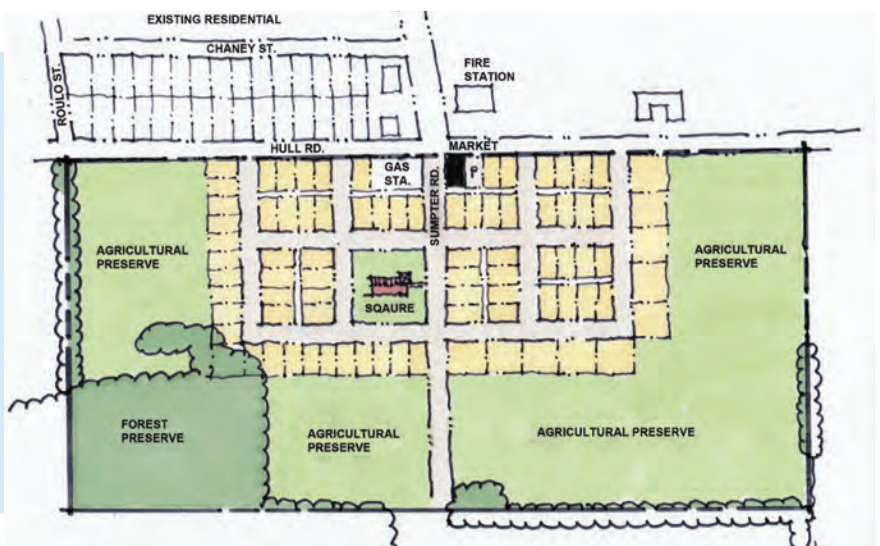 EXISTING RESIDENTIAL
CHANEY ST.
ROULO ST.
FIRE
STATION
HULL RD.
MARKET
GAS
STA.
P
SUMPTER RD.
AGRICULTURAL
PRESERVE
AGRICULTURAL
PRESERVE
SQAURE
FOREST
PRESERVE
AGRICULTURAL
PRESERVE
AGRICULTURAL PRESERVE